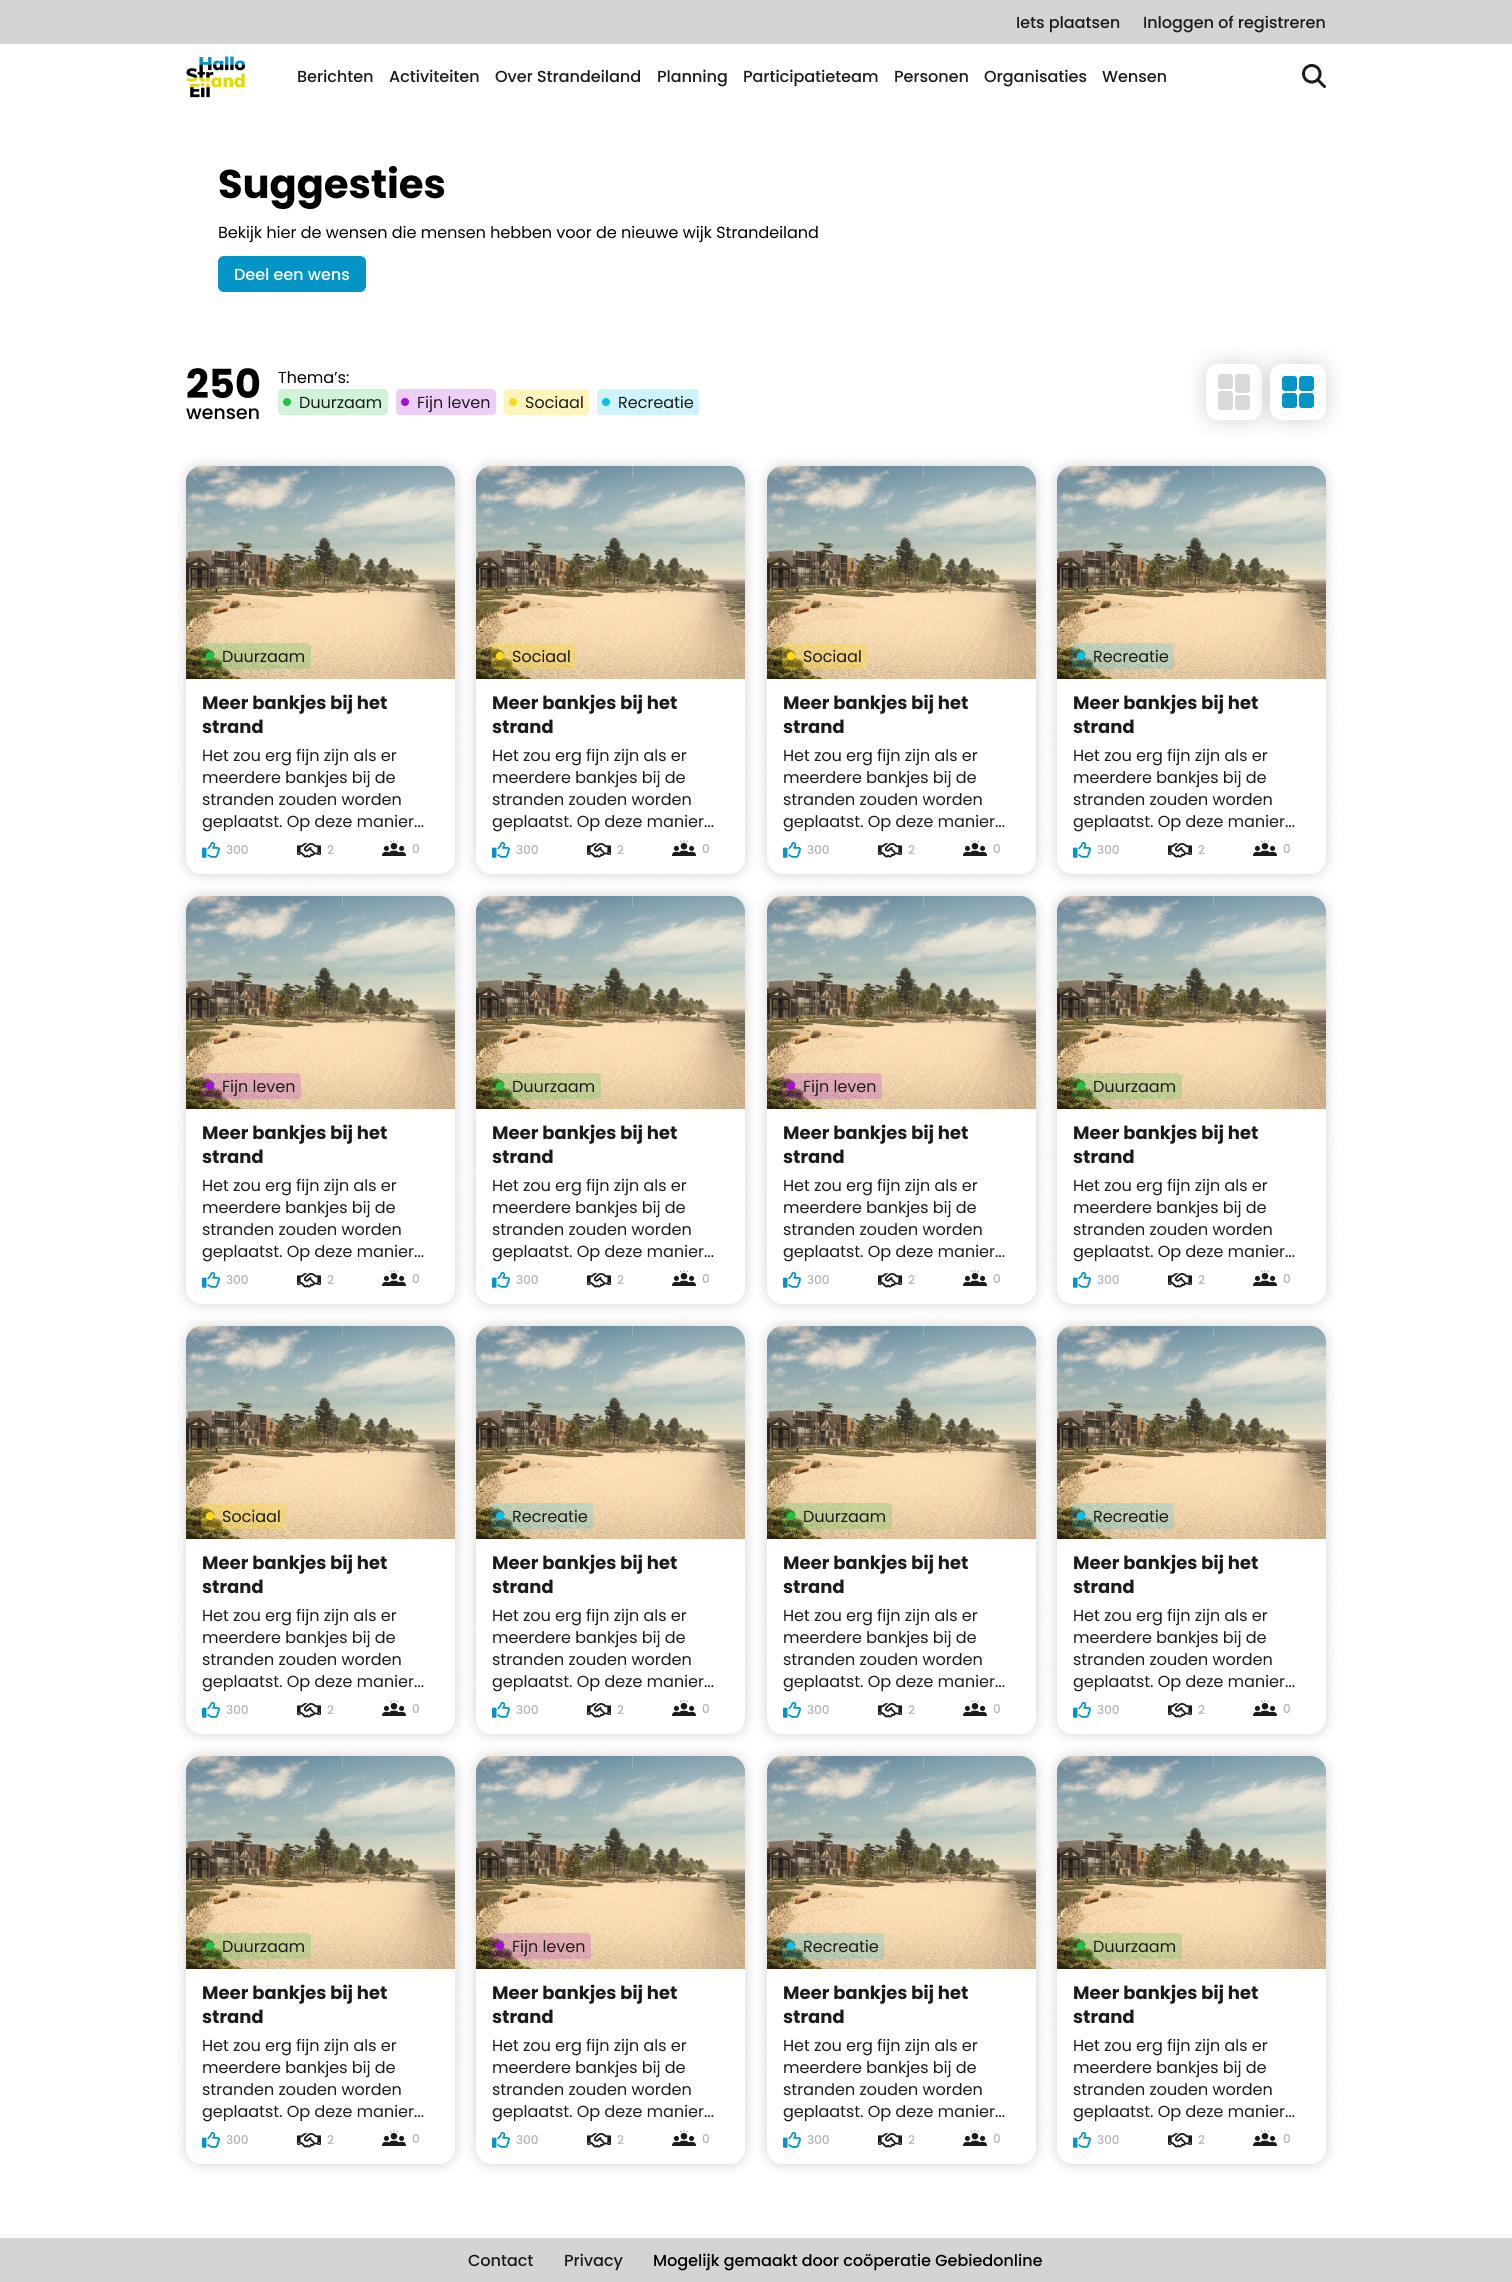 Iets plaatsen Inloggen of registreren
Hallo
Str
eiland
Eil
Berichten Activiteiten Over Strandeiland Planning Participatieteam Personen Organisaties Wensen
Suggesties
Bekijk hier de wensen die mensen hebben voor de nieuwe wijk Strandeiland
Deel een wens
250
wensen
Thema's:
Duurzaam Fijn leven Sociaal Recreatie
Duurzaam
Meer bankjes bij het
strand
Het zou erg fijn zijn als er
meerdere bankjes bij de
stranden zouden worden
geplaatst. Op deze manier...
300 2 0
Sociaal
Meer bankjes bij het
strand
Het zou erg fijn zijn als er
meerdere bankjes bij de
stranden zouden worden
geplaatst. Op deze manier...
300 2 0
Sociaal
Meer bankjes bij het
strand
Het zou erg fijn zijn als er
meerdere bankjes bij de
stranden zouden worden
geplaatst. Op deze manier...
300 2 0
Recreatie
Meer bankjes bij het
strand
Het zou erg fijn zijn als er
meerdere bankjes bij de
stranden zouden worden
geplaatst. Op deze manier...
300 2 0
Fijn leven
Meer bankjes bij het
strand
Het zou erg fijn zijn als er
meerdere bankjes bij de
stranden zouden worden
geplaatst. Op deze manier...
300 2 0
Duurzaam
Meer bankjes bij het
strand
Het zou erg fijn zijn als er
meerdere bankjes bij de
stranden zouden worden
geplaatst. Op deze manier...
300 2 0
Fijn leven
Meer bankjes bij het
strand
Het zou erg fijn zijn als er
meerdere bankjes bij de
stranden zouden worden
geplaatst. Op deze manier...
300 2 0
Duurzaam
Meer bankjes bij het
strand
Het zou erg fijn zijn als er
meerdere bankjes bij de
stranden zouden worden
geplaatst. Op deze manier...
300 2 0
Sociaal
Meer bankjes bij het
strand
Het zou erg fijn zijn als er
meerdere bankjes bij de
stranden zouden worden
geplaatst. Op deze manier...
300 2 0
Recreatie
Meer bankjes bij het
strand
Het zou erg fijn zijn als er
meerdere bankjes bij de
stranden zouden worden
geplaatst. Op deze manier...
300 2 0
Duurzaam
Meer bankjes bij het
strand
Het zou erg fijn zijn als er
meerdere bankjes bij de
stranden zouden worden
geplaatst. Op deze manier...
300 2 0
Recreatie
Meer bankjes bij het
strand
Het zou erg fijn zijn als er
meerdere bankjes bij de
stranden zouden worden
geplaatst. Op deze manier...
300 2 0
Duurzaam
Meer bankjes bij het
strand
Het zou erg fijn zijn als er
meerdere bankjes bij de
stranden zouden worden
geplaatst. Op deze manier...
300 2 0
Fijn leven
Meer bankjes bij het
strand
Het zou erg fijn zijn als er
meerdere bankjes bij de
stranden zouden worden
geplaatst. Op deze manier...
300 2 0
Recreatie
Meer bankjes bij het
strand
Het zou erg fijn zijn als er
meerdere bankjes bij de
stranden zouden worden
geplaatst. Op deze manier...
300 2 0
Duurzaam
Meer bankjes bij het
strand
Het zou erg fijn zijn als er
meerdere bankjes bij de
stranden zouden worden
geplaatst. Op deze manier...
300 2 0
Contact Privacy Mogelijk gemaakt door coöperatie Gebiedonline